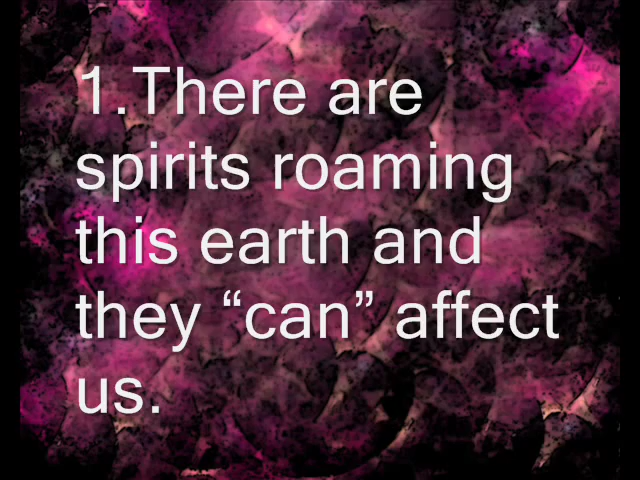 1.There are
spirits roaming
this earth and
they “can” affect
us.